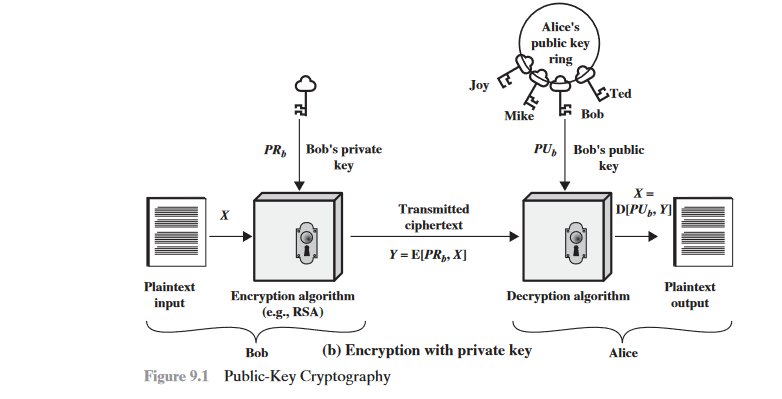 Alice's
public key
ring
Joy
Ted
Mike
Bob
PRb
Bob's private
key
PUb
Bob's public
key
X
Transmitted
ciphertext
X =
D[PUb, Y]
Y = E[PRb, X]
Plaintext
input
Encryption algorithm
(e.g., RSA)
Decryption algorithm
Plaintext
output
Bob
(b) Encryption with private key
Alice
Figure 9.1 Public-Key Cryptography